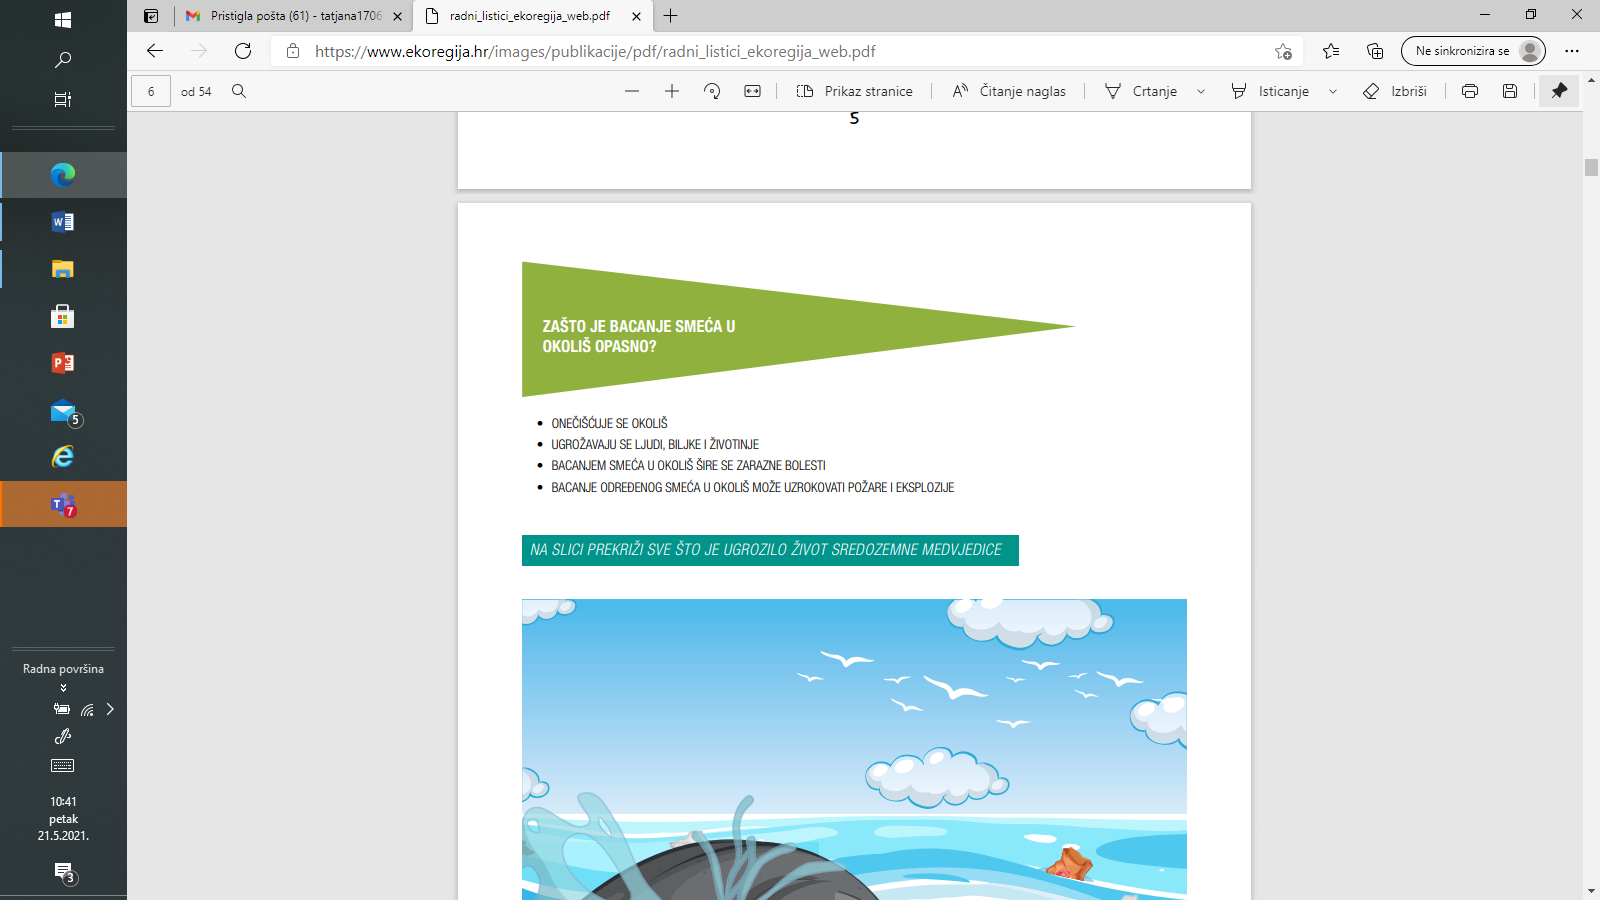 Pristigla pošta (61) - tatjana1706
radni_listici_ekoregija_web.pdf
https://www.ekoregija.hr/images/publikacije/pdf/radni_listici_ekoregija_web.pdf
Ne sinkronizira se
6 od 54
Prikaz stranice
Čitanje naglas
Crtanje
Isticanje
Izbriši
5
ZAŠTO JE BACANJE SMEĆA U
OKOLIŠ OPASNO?
• ONEČIŠĆUJE SE OKOLIŠ
• UGROŽAVAJU SE LJUDI, BILJKE I ŽIVOTINJE
• BACANJEM SMEĆA U OKOLIŠ ŠIRE SE ZARAZNE BOLESTI
• BACANJE ODREĐENOG SMEĆA U OKOLIŠ MOŽE UZROKOVATI POŽARE I EKSPLOZIJE
NA SLICI PREKRIŽI SVE ŠTO JE UGROZILO ŽIVOT SREDOZEMNE MEDVJEDICE
5
7
Radna površina
10:41
petak
21.5.2021.
3